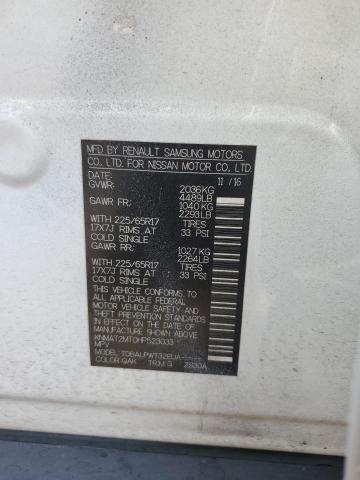 MFD BY RENAULT SAMSUNG MOTORS
CO., LTD. FOR NISSAN MOTOR CO., LTD.
DATE: 11 / 16
GVWR: 2036KG
4489LB
GAWR FR: 1040KG
2293LB
WITH 225/65R17 TIRES
17X7J RIMS AT 33 PSI
COLD SINGLE
GAWR RR: 1027KG
2264LB
WITH 225/65R17 TIRES
17X7J RIMS AT 33 PSI
COLD SINGLE
THIS VEHICLE CONFORMS TO ALL
APPLICABLE FEDERAL MOTOR
VEHICLE SAFETY AND BUMPER
STANDARDS IN EFFECT ON THE DATE
OF MANUFACTURE SHOWN ABOVE.
KNMAT2MT0HP523033
MPV
MODEL:
COLOR:QAK TRIM:G